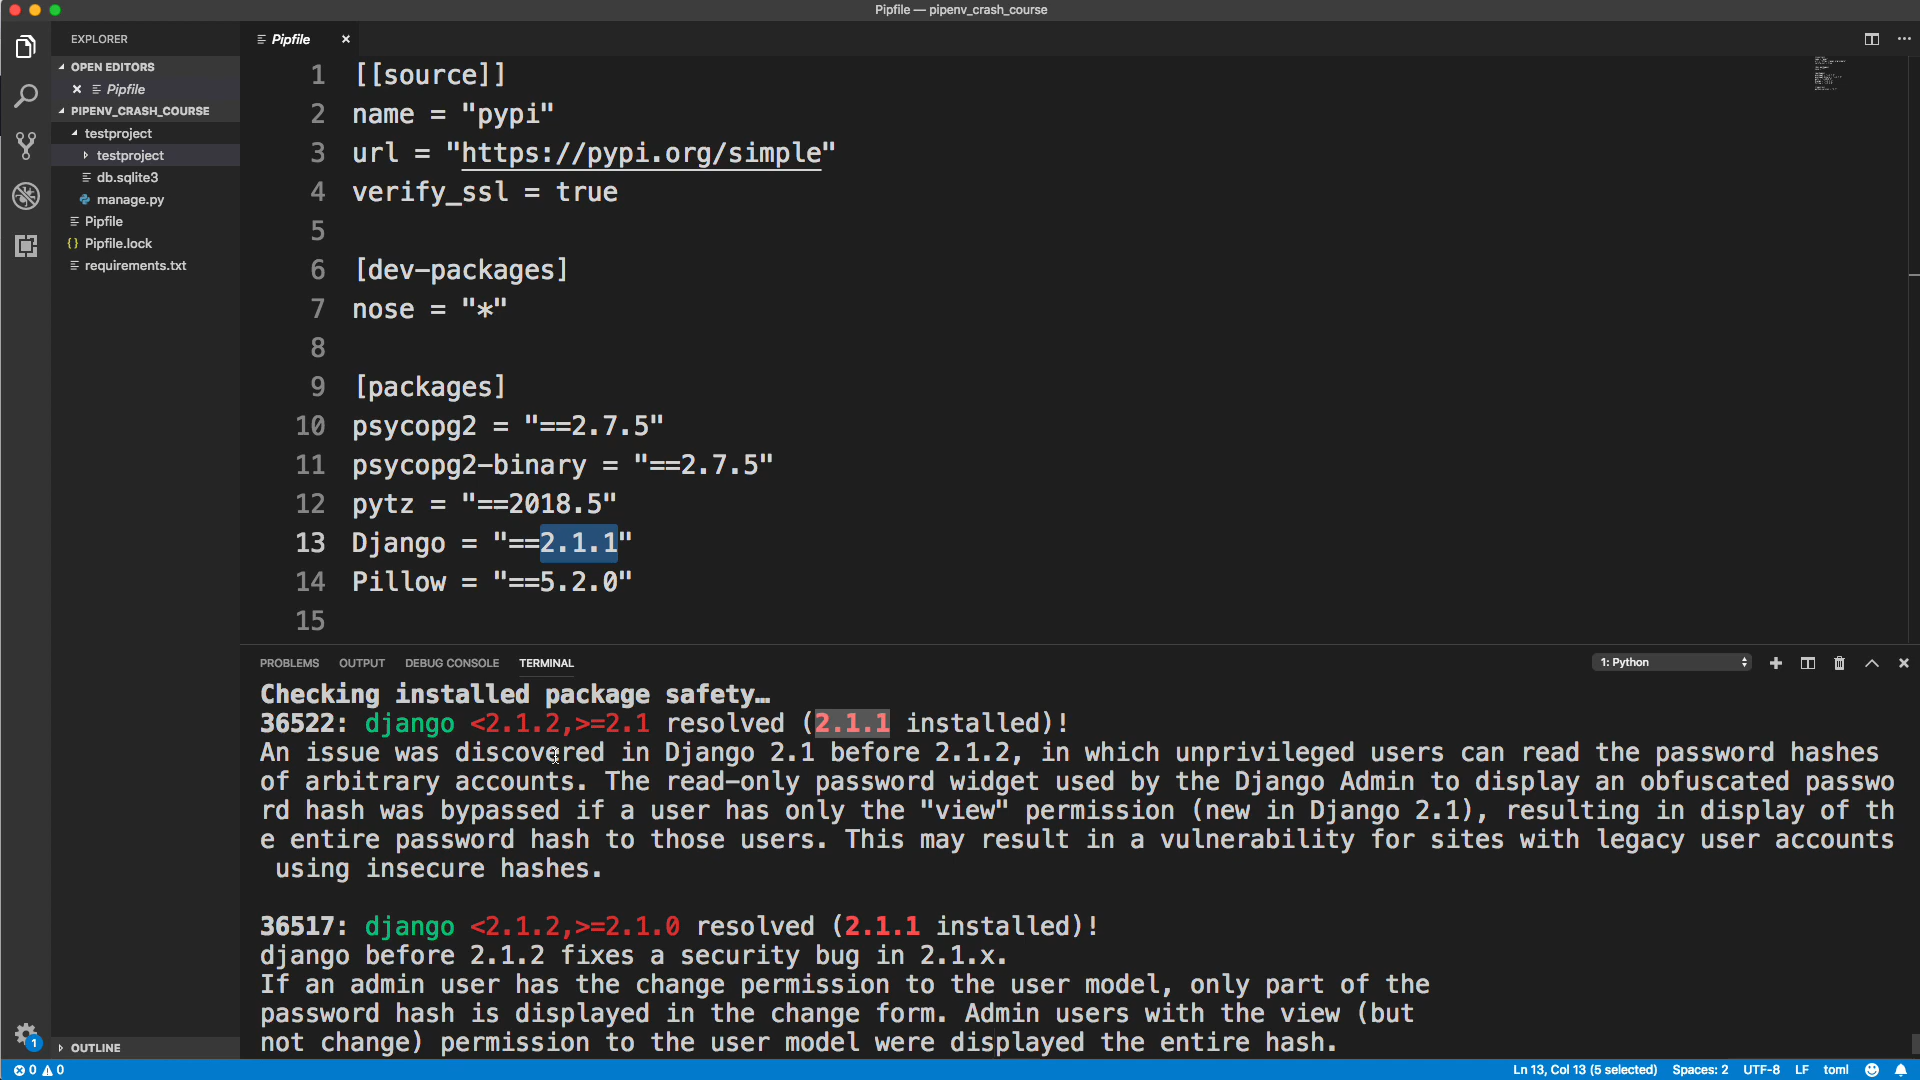 Pipfile — pipenv_crash_course
EXPLORER
OPEN EDITORS
Pipfile
PIPENV_CRASH_COURSE
testproject
testproject
db.sqlite3
manage.py
Pipfile
{} Pipfile.lock
requirements.txt
OUTLINE
1
Pipfile
1 [[source]]
2 name = "pypi"
3 url = "https://pypi.org/simple"
4 verify_ssl = true
5
6 [dev-packages]
7 nose = "*"
8
9 [packages]
10 psycopg2 = "==2.7.5"
11 psycopg2-binary = "==2.7.5"
12 pytz = "==2018.5"
13 Django = "==2.1.1"
14 Pillow = "==5.2.0"
15
PROBLEMS OUTPUT DEBUG CONSOLE TERMINAL 1: Python
Checking installed package safety…
36522: django <2.1.2,>=2.1 resolved (2.1.1 installed)!
An issue was discovered in Django 2.1 before 2.1.2, in which unprivileged users can read the password hashes
of arbitrary accounts. The read-only password widget used by the Django Admin to display an obfuscated passwo
rd hash was bypassed if a user has only the "view" permission (new in Django 2.1), resulting in display of th
e entire password hash to those users. This may result in a vulnerability for sites with legacy user accounts
using insecure hashes.
36517: django <2.1.2,>=2.1.0 resolved (2.1.1 installed)!
django before 2.1.2 fixes a security bug in 2.1.x.
If an admin user has the change permission to the user model, only part of the
password hash is displayed in the change form. Admin users with the view (but
not change) permission to the user model were displayed the entire hash.
0 0 Ln 13, Col 13 (5 selected) Spaces: 2 UTF-8 LF toml